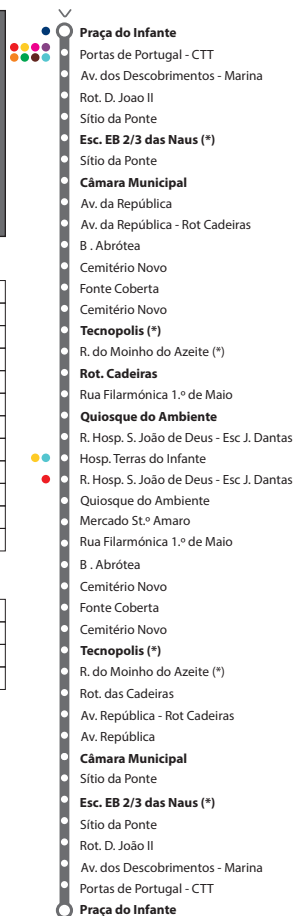 Praça do Infante
Portas de Portugal - CTT
Av. dos Descobrimentos - Marina
Rot. D. Joao II
Sítio da Ponte
Esc. EB 2/3 das Naus (*)
Sítio da Ponte
Câmara Municipal
Av. da República
Av. da República - Rot Cadeiras
B . Abrótea
Cemitério Novo
Fonte Coberta
Cemitério Novo
Tecnopolis (*)
R. do Moinho do Azeite (*)
Rot. Cadeiras
Rua Filarmónica 1.º de Maio
Quiosque do Ambiente
R. Hosp. S. João de Deus - Esc J. Dantas
Hosp. Terras do Infante
R. Hosp. S. João de Deus - Esc J. Dantas
Quiosque do Ambiente
Mercado St.º Amaro
Rua Filarmónica 1.º de Maio
B . Abrótea
Cemitério Novo
Fonte Coberta
Cemitério Novo
Tecnopolis (*)
R. do Moinho do Azeite (*)
Rot. das Cadeiras
Av. República - Rot Cadeiras
Av. República
Câmara Municipal
Sítio da Ponte
Esc. EB 2/3 das Naus (*)
Sítio da Ponte
Rot. D. João II
Av. dos Descobrimentos - Marina
Portas de Portugal - CTT
Praça do Infante